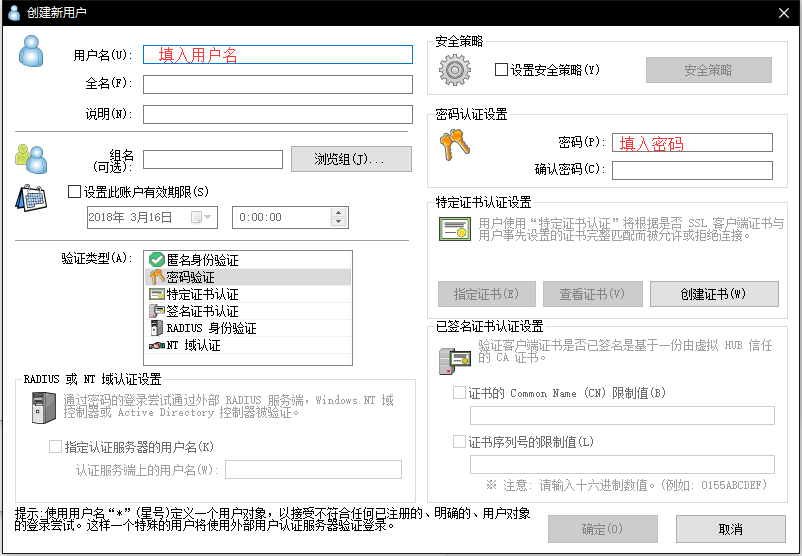 创建新用户
用户名(U):
填入用户名
全名(F):
说明(N):
组名
(可选):
浏览组(J)...
设置此账户有效期限(S)
2018年 3月16日
0:00:00
验证类型(A):
匿名身份验证
密码验证
特定证书认证
签名证书认证
RADIUS 身份验证
NT 域认证
RADIUS 或 NT 域认证设置
通过密码的登录尝试通过外部 RADIUS 服务端，Windows NT 域
控制器或 Active Directory 控制器被验证。
指定认证服务器的用户名(K)
认证服务端上的用户名(W):
安全策略
设置安全策略(Y)
安全策略
密码认证设置
密码(P):
填入密码
确认密码(C):
特定证书认证设置
用户使用“特定证书认证”将根据是否 SSL 客户端证书与
用户事先设置的证书完整匹配而被允许或拒绝连接。
指定证书(E)
查看证书(V)
创建证书(W)
已签名证书认证设置
验证客户端证书是否已签名是基于一份由虚拟 HUB 信任
的 CA 证书。
证书的 Common Name (CN) 限制值(B)
证书序列号的限制值(L)
※ 注意: 请输入十六进制数值。(例如: 0155ABCDEF)
提示:使用用户名“*”(星号)定义一个用户对象，以接受不符合任何已注册的、明确的、用户对象
的登录尝试。这样一个特殊的用户将使用外部用户认证服务器验证登录。
确定(O)
取消